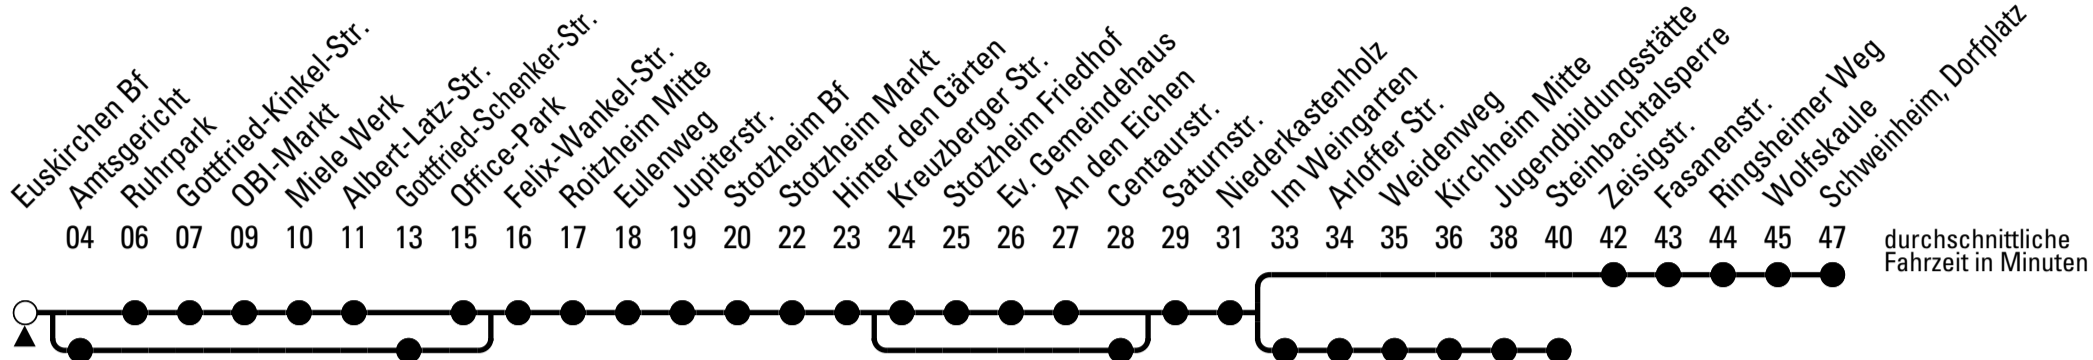 Euskirchen Bf
Amtsgericht
Ruhrpark
Gottfried-Kinkel-Str.
OBI-Markt
Miele Werk
Albert-Latz-Str.
Gottfried-Schenker-Str.
Office-Park
Felix-Wankel-Str.
Roitzheim Mitte
Eulenweg
Jupiterstr.
Stotzheim Bf
Stotzheim Markt
Hinter den Gärten
Kreuzberger Str.
Stotzheim Friedhof
Ev. Gemeindehaus
An den Eichen
Centaurstr.
Saturnstr.
Niederkastenholz
Im Weingarten
Arloffer Str.
Weidenweg
Kirchheim Mitte
Jugendbildungsstätte
Steinbachtalsperre
Zeisigstr.
Fasanenstr.
Ringsheimer Weg
Wolfskaule
Schweinheim, Dorfplatz
04 06 07 09 10 11 13 15 16 17 18 19 20 22 23 24 25 26 27 28 29 31 33 34 35 36 38 40 42 43 44 45 47
durchschnittliche
Fahrzeit in Minuten